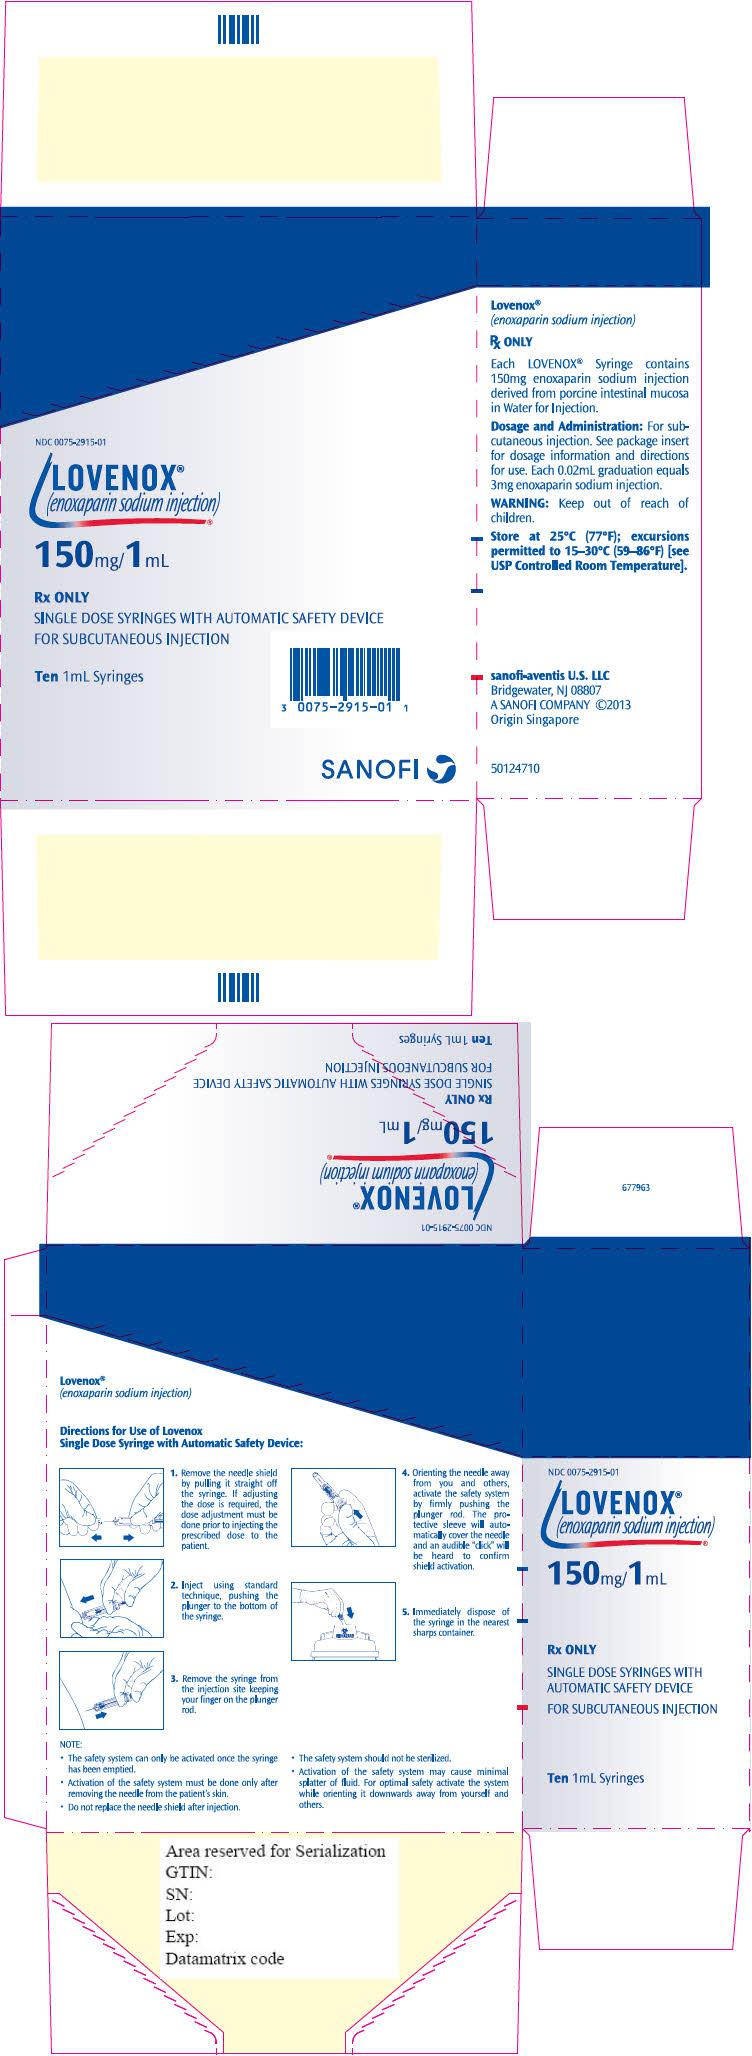 NDC 0075-2915-01
LOVENOX®
(enoxaparin sodium injection)
®
150mg/1mL
Rx ONLY
SINGLE DOSE SYRINGES WITH AUTOMATIC SAFETY DEVICE
FOR SUBCUTANEOUS INJECTION
Ten 1mL Syringes
3 0075-2915-01 1
SANOFI
Lovenox®
(enoxaparin sodium injection)
℞ ONLY
Each LOVENOX® Syringe contains
150mg enoxaparin sodium injection
derived from porcine intestinal mucosa
in Water for Injection.
Dosage and Administration: For sub-
cutaneous injection. See package insert
for dosage information and directions
for use. Each 0.02mL graduation equals
3mg enoxaparin sodium injection.
WARNING: Keep out of reach of
children.
Store at 25°C (77°F); excursions
permitted to 15–30°C (59–86°F) [see
USP Controlled Room Temperature].
sanofi-aventis U.S. LLC
Bridgewater, NJ 08807
A SANOFI COMPANY ©2013
Origin Singapore
50124710
NDC 0075-2915-01
LOVENOX®
(enoxaparin sodium injection)
®
150mg/1mL
Rx ONLY
SINGLE DOSE SYRINGES WITH AUTOMATIC SAFETY DEVICE
FOR SUBCUTANEOUS INJECTION
Ten 1mL Syringes
677963
Lovenox®
(enoxaparin sodium injection)
Directions for Use of Lovenox
Single Dose Syringe with Automatic Safety Device:
1. Remove the needle shield
by pulling it straight off
the syringe. If adjusting
the dose is required, the
dose adjustment must be
done prior to injecting the
prescribed dose to the
patient.
2. Inject using standard
technique, pushing the
plunger to the bottom of
the syringe.
3. Remove the syringe from
the injection site keeping
your finger on the plunger
rod.
4. Orienting the needle away
from you and others,
activate the safety system
by firmly pushing the
plunger rod. The pro-
tective sleeve will auto-
matically cover the needle
and an audible "click" will
be heard to confirm
shield activation.
5. Immediately dispose of
the syringe in the nearest
sharps container.
NOTE:
• The safety system can only be activated once the syringe
has been emptied.
• Activation of the safety system must be done only after
removing the needle from the patient's skin.
• Do not replace the needle shield after injection.
• The safety system should not be sterilized.
• Activation of the safety system may cause minimal
splatter of fluid. For optimal safety activate the system
while orienting it downwards away from yourself and
others.
NDC 0075-2915-01
LOVENOX®
(enoxaparin sodium injection)
®
150mg/1mL
Rx ONLY
SINGLE DOSE SYRINGES WITH
AUTOMATIC SAFETY DEVICE
FOR SUBCUTANEOUS INJECTION
Ten 1mL Syringes
Area reserved for Serialization
GTIN:
SN:
Lot:
Exp:
Datamatrix code